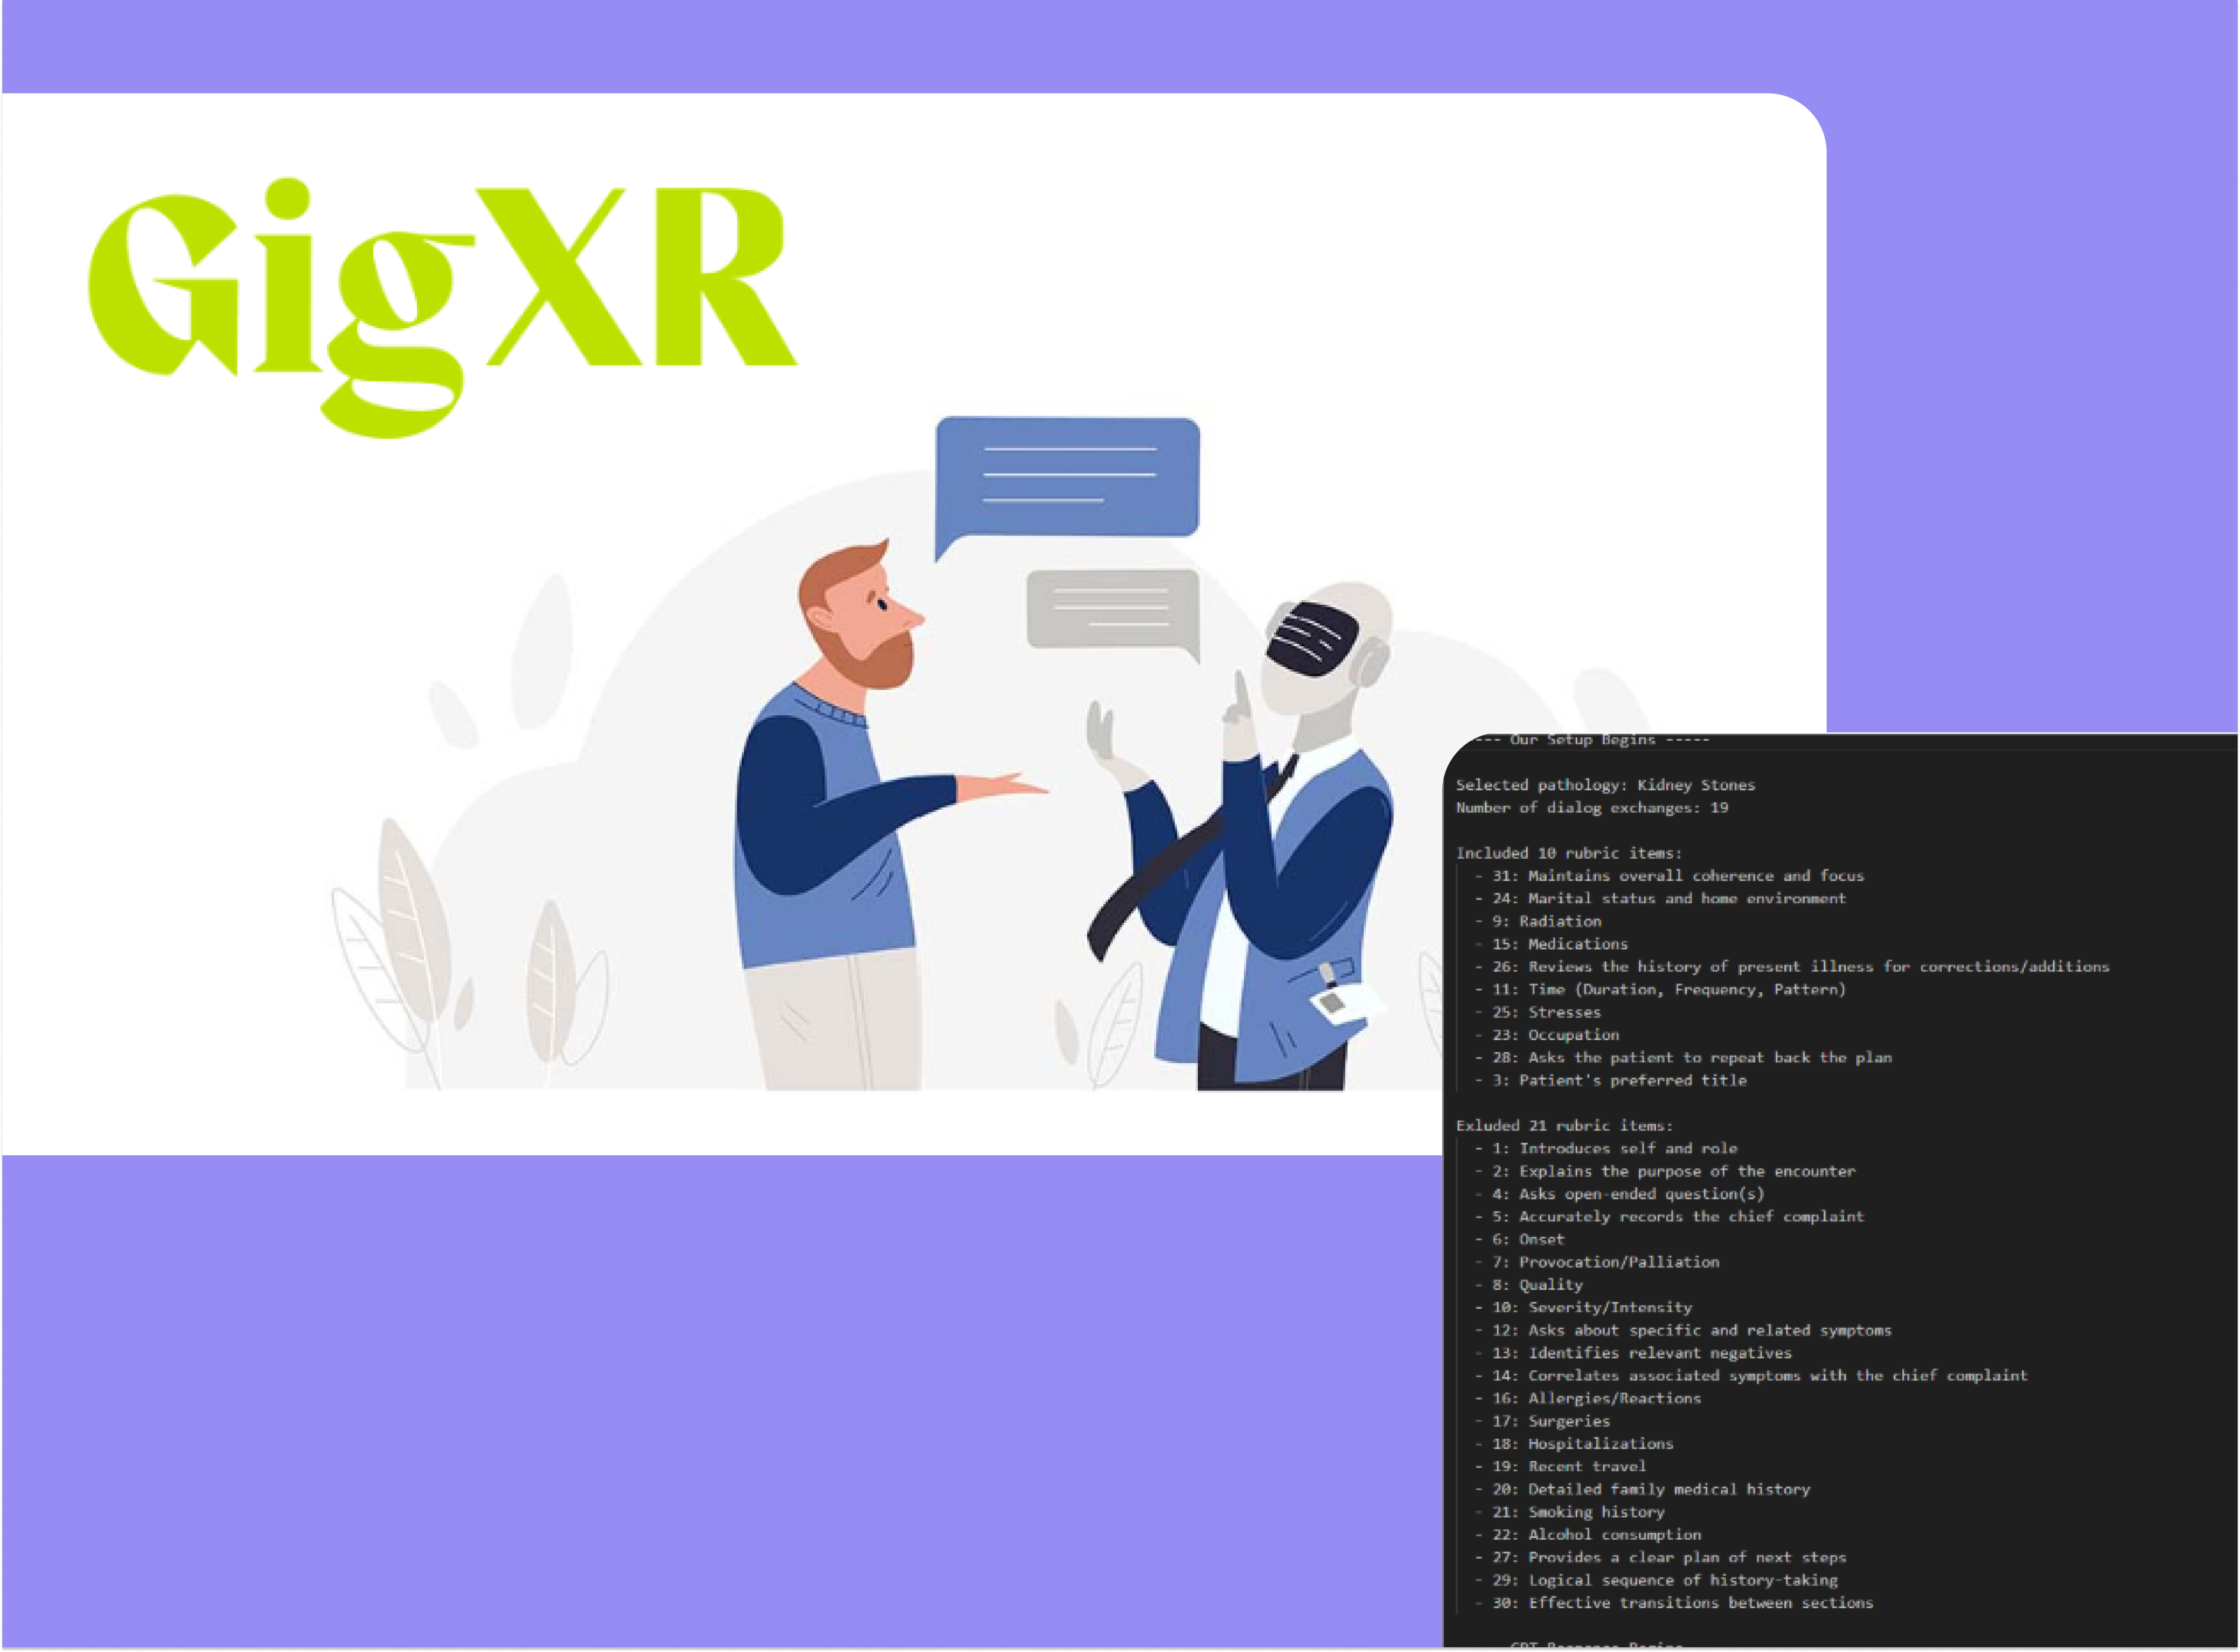 GigXR
--- Our Setup Begins -----
Selected pathology: Kidney Stones
Number of dialog exchanges: 19
Included 10 rubric items:
- 31: Maintains overall coherence and focus
- 24: Marital status and home environment
- 9: Radiation
- 15: Medications
- 26: Reviews the history of present illness for corrections/additions
- 11: Time (Duration, Frequency, Pattern)
- 25: Stresses
- 23: Occupation
- 28: Asks the patient to repeat back the plan
- 3: Patient's preferred title
Exluded 21 rubric items:
- 1: Introduces self and role
- 2: Explains the purpose of the encounter
- 4: Asks open-ended question(s)
- 5: Accurately records the chief complaint
- 6: Onset
- 7: Provocation/Palliation
- 8: Quality
- 10: Severity/Intensity
- 12: Asks about specific and related symptoms
- 13: Identifies relevant negatives
- 14: Correlates associated symptoms with the chief complaint
- 16: Allergies/Reactions
- 17: Surgeries
- 18: Hospitalizations
- 19: Recent travel
- 20: Detailed family medical history
- 21: Smoking history
- 22: Alcohol consumption
- 27: Provides a clear plan of next steps
- 29: Logical sequence of history-taking
- 30: Effective transitions between sections